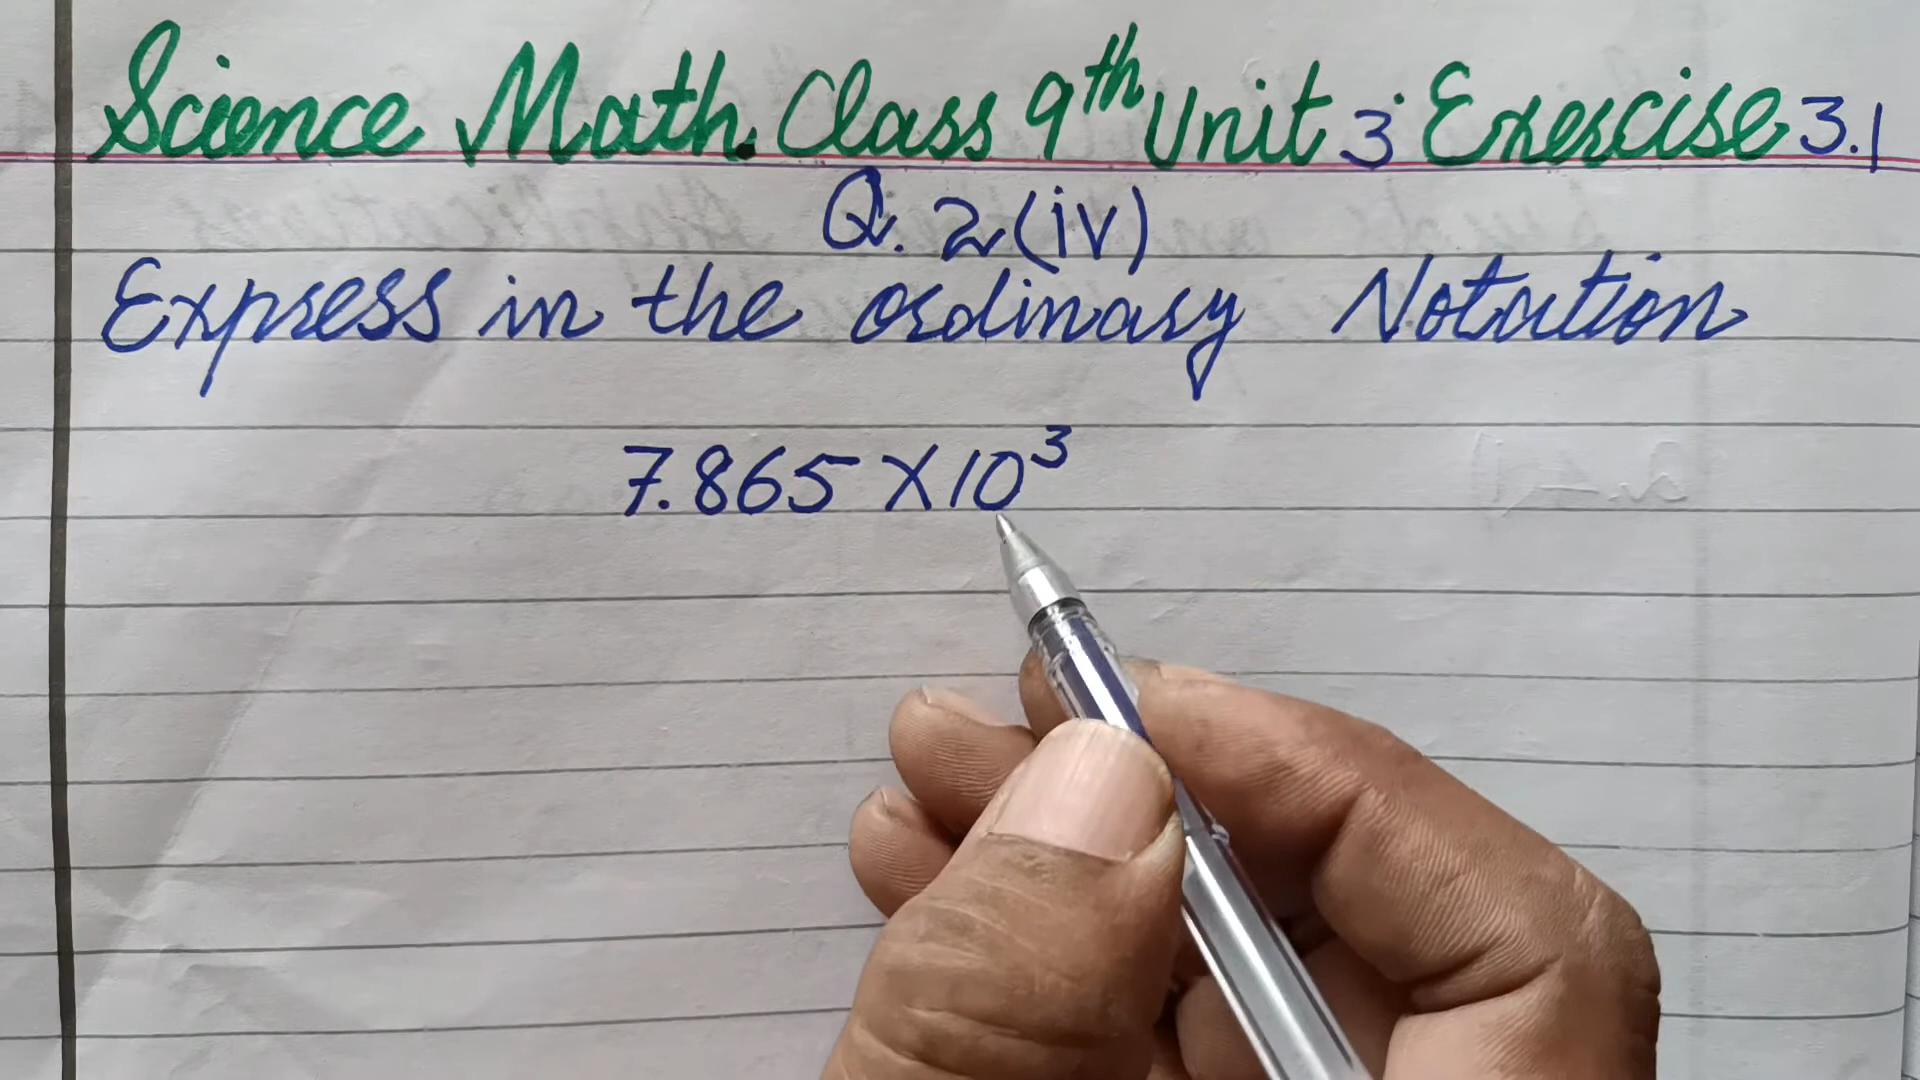 Science Math. Class 9th Unit 3 Exercise 3.1
Q. 2 (iv)
Express in the ordinary Notation
7.865 × 10³